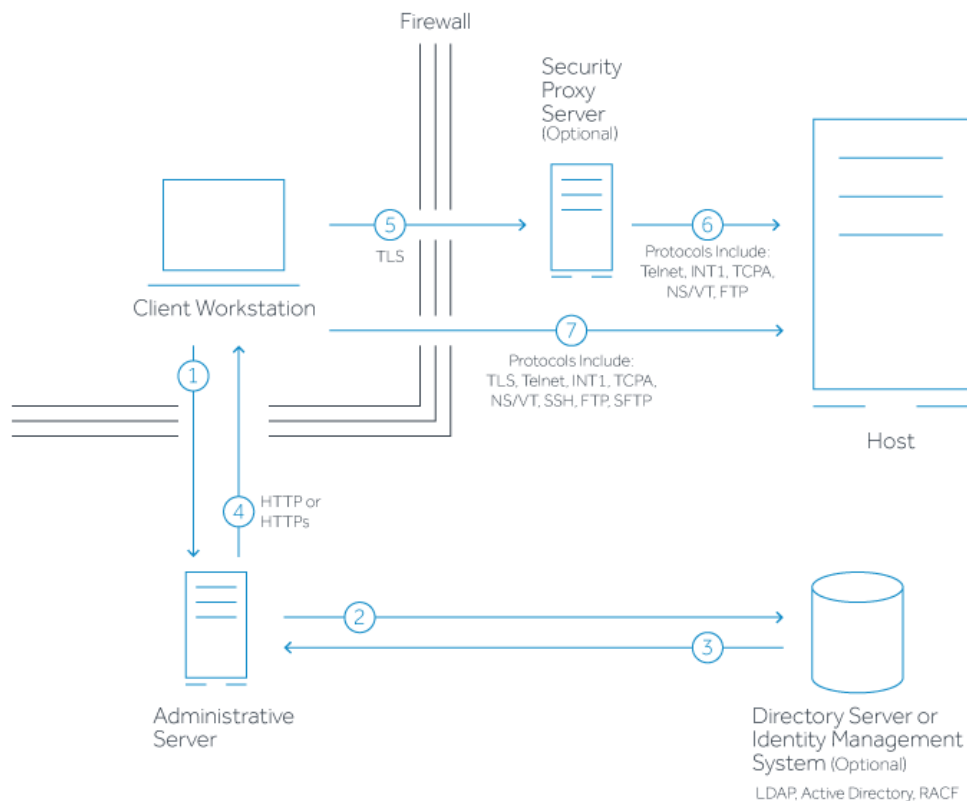 Firewall
Security
Proxy
Server
(Optional)
5
TLS
6
Protocols Include:
Telnet, INT1, TCPA,
NS/VT, FTP
Client Workstation
7
Protocols Include:
TLS, Telnet, INT1, TCPA,
NS/VT, SSH, FTP, SFTP
1
Host
4
HTTP or
HTTPs
2
3
Administrative
Server
Directory Server or
Identity Management
System (Optional)
LDAP, Active Directory, RACF